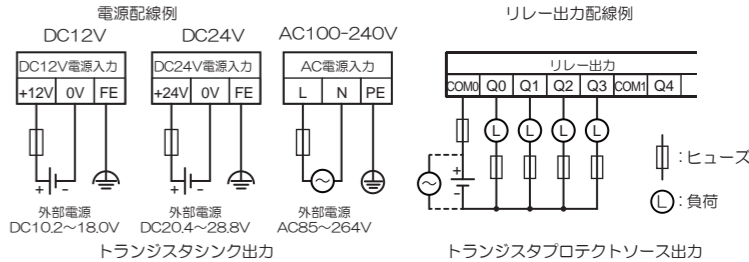 電源配線例
DC12V
DC24V
AC100-240V
DC12V電源入力
+12V 0V FE
DC24V電源入力
+24V 0V FE
AC電源入力
L N PE
+ -
+ -
外部電源
DC10.2~18.0V
外部電源
DC20.4~28.8V
外部電源
AC85~264V
トランジスタシンク出力
リレー出力配線例
リレー出力
COM0 Q0 Q1 Q2 Q3 COM1 Q4
L L L L
+
-
:ヒューズ
L :負荷
トランジスタプロテクトソース出力